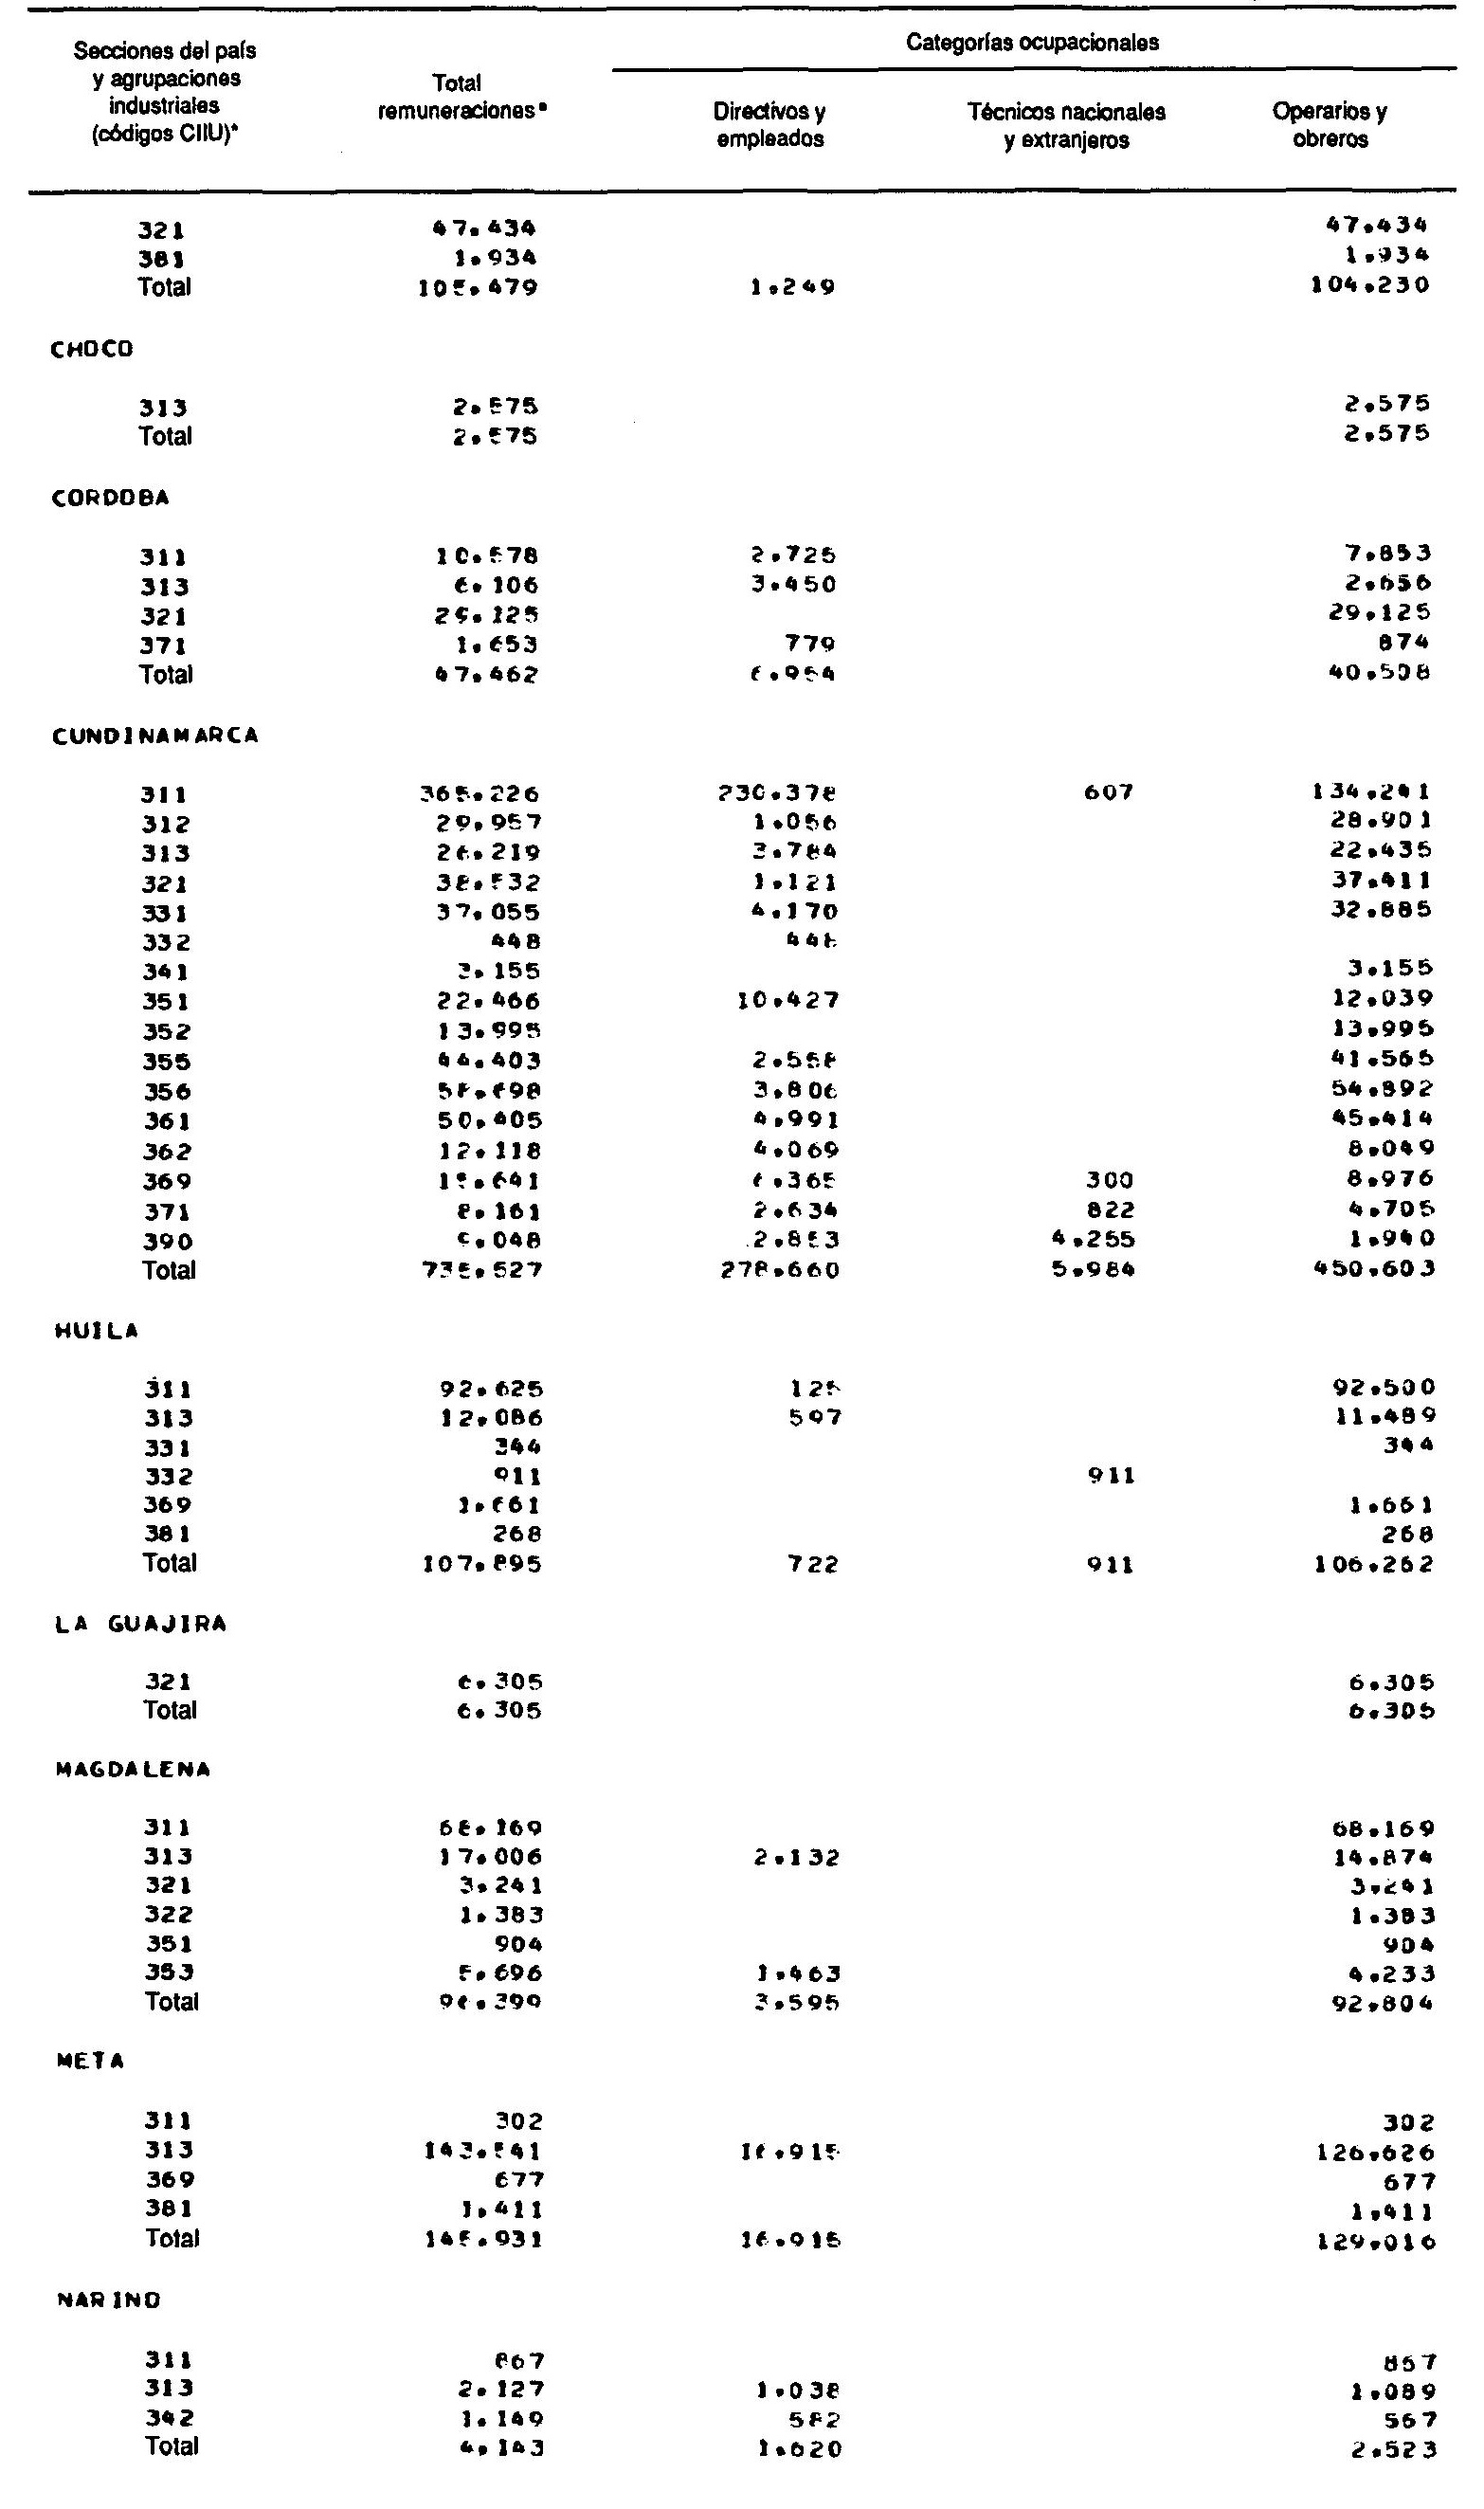 Categorías ocupacionales
Secciones del país y agrupaciones industriales (códigos CIIU)* Total remuneraciones ª Directivos y empleados Técnicos nacionales y extranjeros Operarios y obreros
321 47.434 47.434
381 1.934 1.934
Total 105.479 1.249 104.230
CHOCO
313 2.575 2.575
Total 2.575 2.575
CORDOBA
311 10.578 2.725 7.853
313 6.106 3.450 2.656
321 29.125 29.125
371 1.653 779 874
Total 47.462 6.954 40.508
CUNDINAMARCA
311 365.226 230.378 607 134.241
312 29.957 1.056 28.901
313 26.219 3.784 22.435
321 38.532 1.121 37.411
331 37.055 4.170 32.885
332 448 448
341 3.155 3.155
351 22.466 10.427 12.039
352 13.995 13.995
355 44.403 2.558 41.565
356 58.698 3.806 54.892
361 50.405 4.991 45.414
362 12.118 4.069 8.049
369 15.641 6.365 300 8.976
371 8.161 2.634 822 4.705
390 9.048 2.853 4.255 1.940
Total 735.527 278.660 5.984 450.603
HUILA
311 92.625 125 92.500
313 12.086 597 11.489
331 344 344
332 911 911
369 1.661 1.661
381 268 268
Total 107.895 722 911 106.262
LA GUAJIRA
321 6.305 6.305
Total 6.305 6.305
MAGDALENA
311 68.169 68.169
313 17.006 2.132 14.874
321 3.241 3.241
322 1.383 1.383
351 904 904
353 5.696 1.463 4.233
Total 96.399 3.595 92.804
META
311 302 302
313 143.541 16.915 126.626
369 677 677
381 1.411 1.411
Total 145.931 16.915 129.016
NARINO
311 867 867
313 2.127 1.038 1.089
342 1.149 582 567
Total 4.143 1.620 2.523